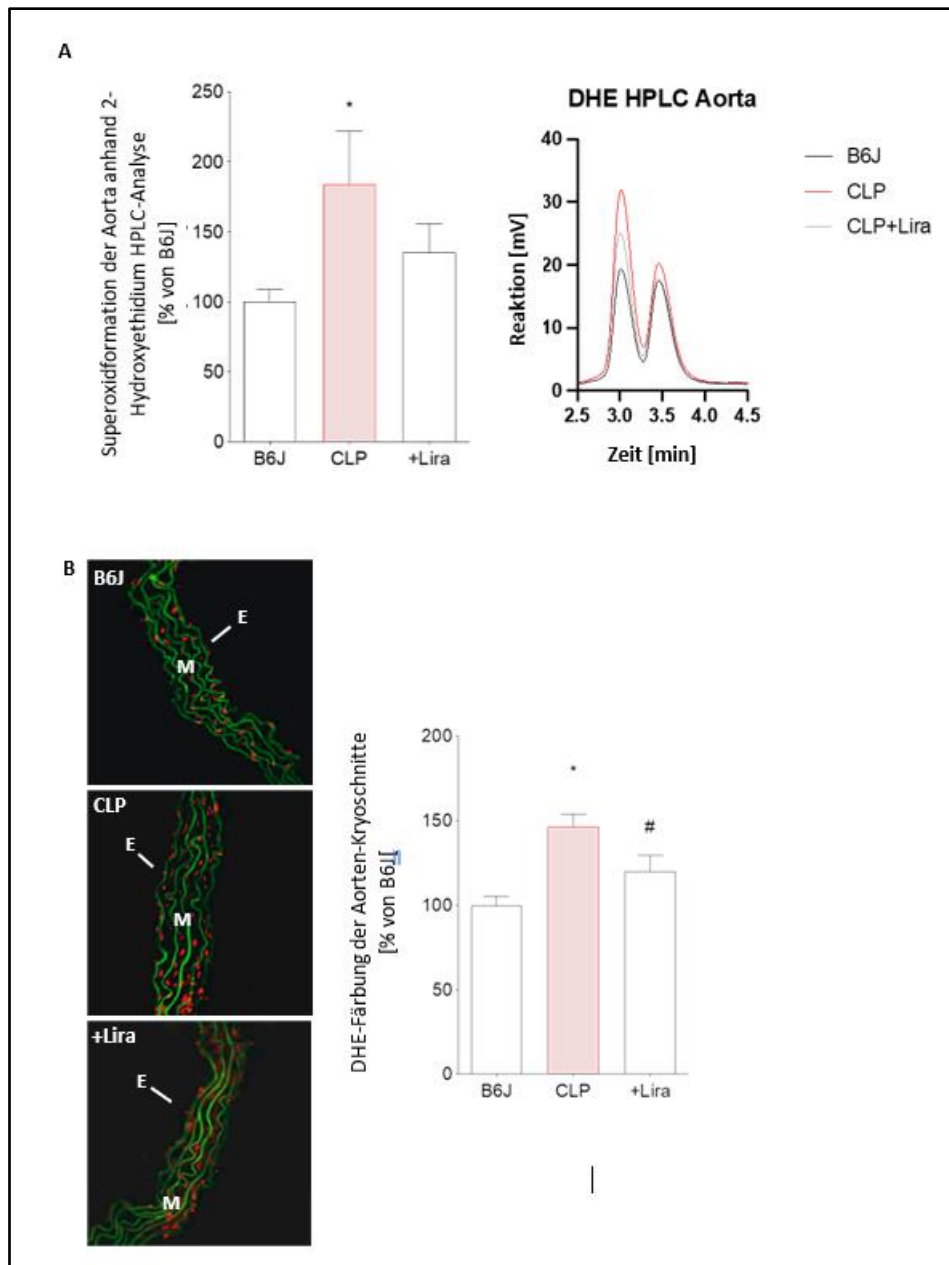 A
Superoxidformation der Aorta anhand 2-
Hydroxyethidium HPLC-Analyse
[% von B6J]
250
200
150
100
50
0
*
B6J
CLP
+Lira
DHE HPLC Aorta
Reaktion [mV]
40
30
20
10
0
2.5
3.0
3.5
4.0
4.5
Zeit [min]
B6J
CLP
CLP+Lira
B
B6J
E
M
CLP
E
M
+Lira
E
M
DHE-Färbung der Aorten-Kryoschnitte
[% von B6J]
200
150
100
50
0
*
#
B6J
CLP
+Lira